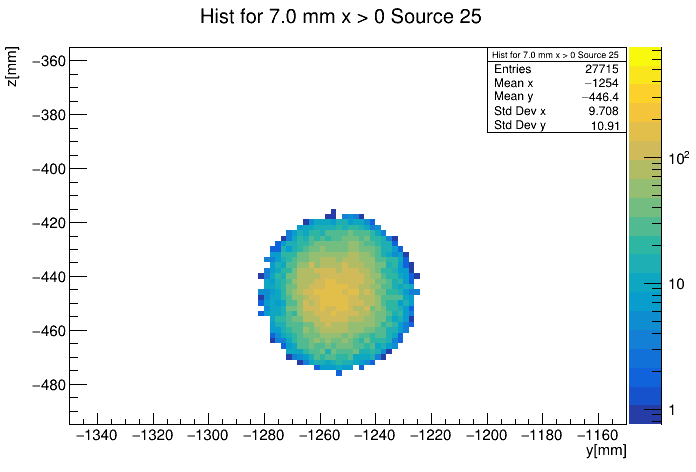 Hist for 7.0 mm x > 0 Source 25
z[mm]
Hist for 7.0 mm x > 0 Source 25
Entries 27715
Mean x −1254
Mean y −446.4
Std Dev x 9.708
Std Dev y 10.91
−360
−380
−400
−420
−440
−460
−480
10²
10
1
−1340 −1320 −1300 −1280 −1260 −1240 −1220 −1200 −1180 −1160
y[mm]